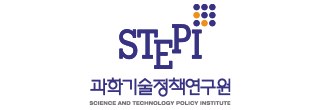 STEPI
과학기술정책연구원
SCIENCE AND TECHNOLOGY POLICY INSTITUTE